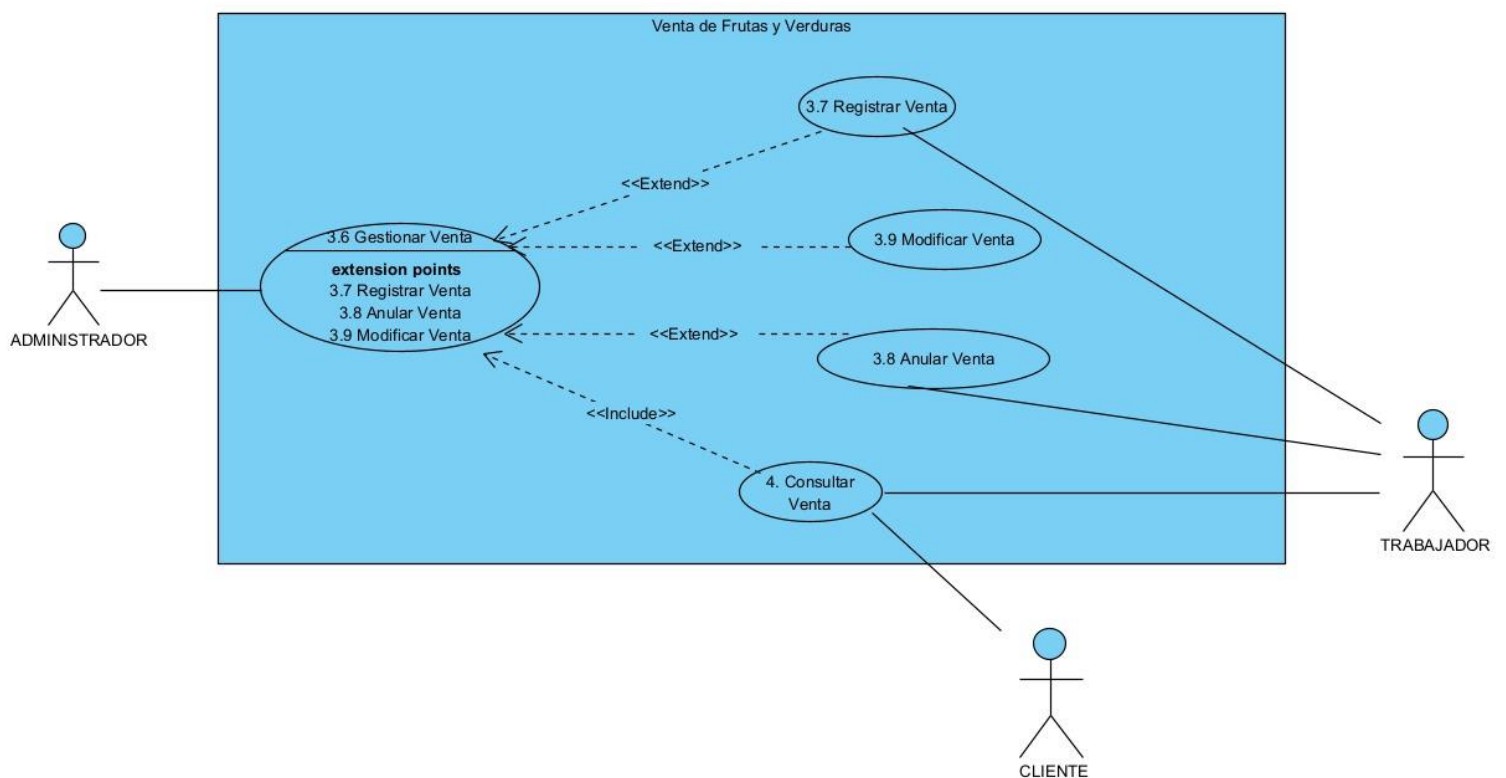 Venta de Frutas y Verduras
3.7 Registrar Venta
<<Extend>>
3.6 Gestionar Venta
extension points
3.7 Registrar Venta
3.8 Anular Venta
3.9 Modificar Venta
<<Extend>>
3.9 Modificar Venta
<<Extend>>
3.8 Anular Venta
<<Include>>
4. Consultar
Venta
ADMINISTRADOR
TRABAJADOR
CLIENTE